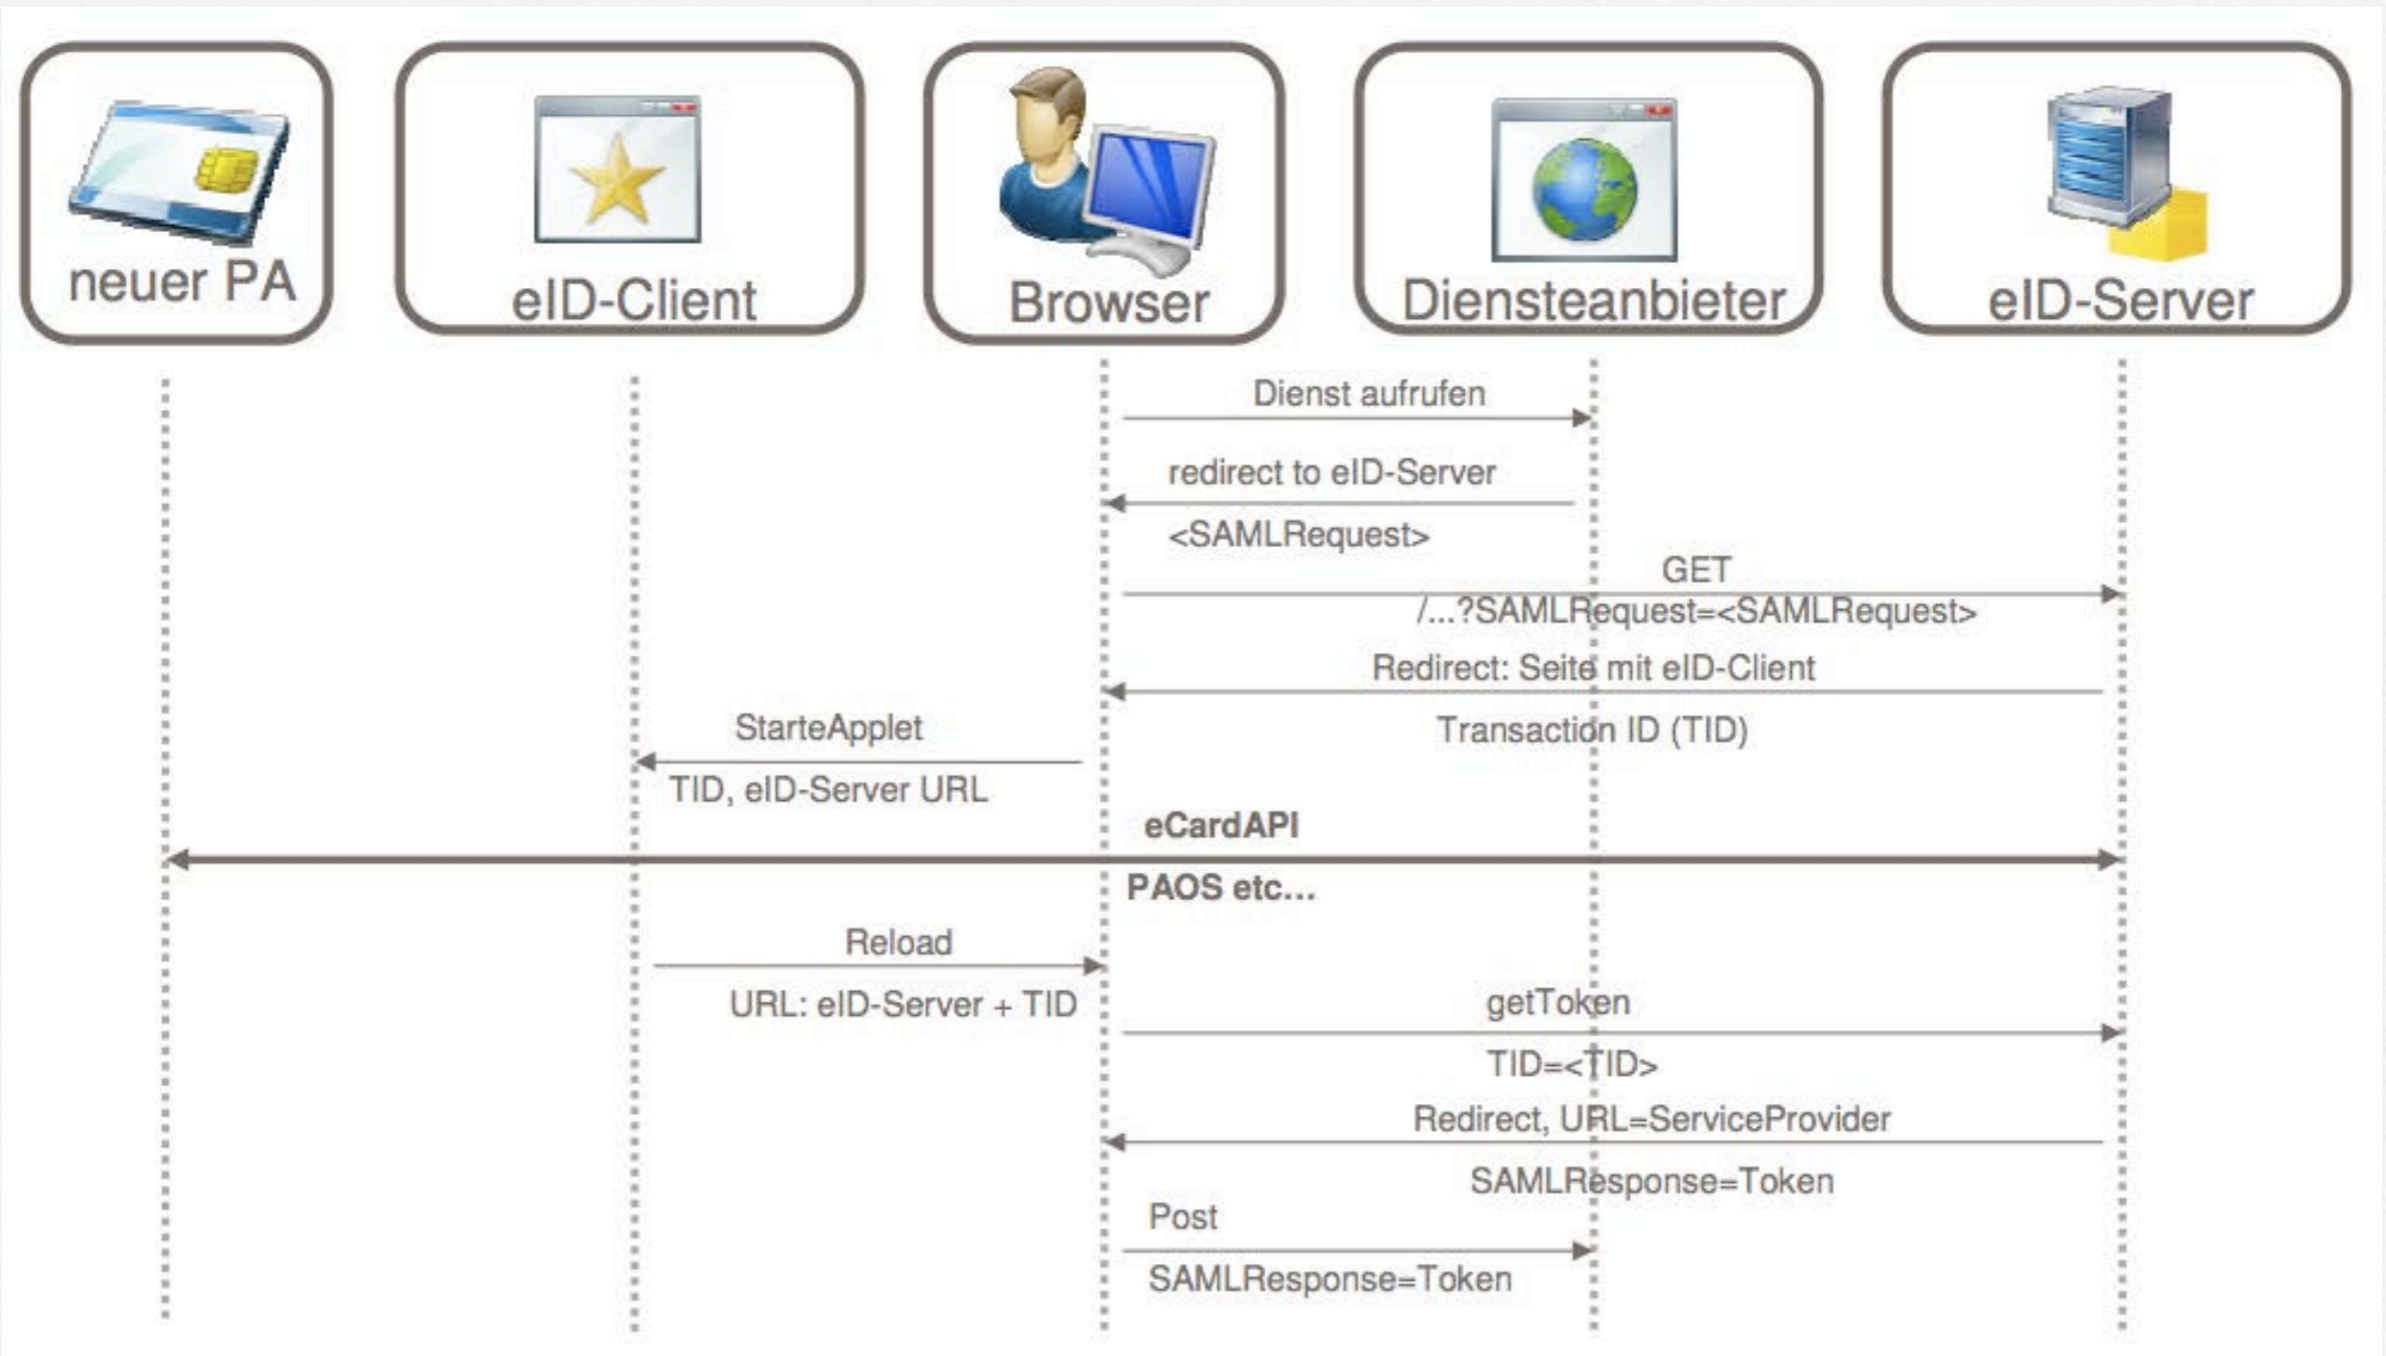 neuer PA
eID-Client
Browser
Diensteanbieter
eID-Server
Dienst aufrufen
redirect to eID-Server
<SAMLRequest>
GET
/...?SAMLRequest=<SAMLRequest>
Redirect: Seite mit eID-Client
Transaction ID (TID)
StarteApplet
TID, eID-Server URL
eCardAPI
PAOS etc...
Reload
URL: eID-Server + TID
getToken
TID=<TID>
Redirect, URL=ServiceProvider
SAMLResponse=Token
Post
SAMLResponse=Token